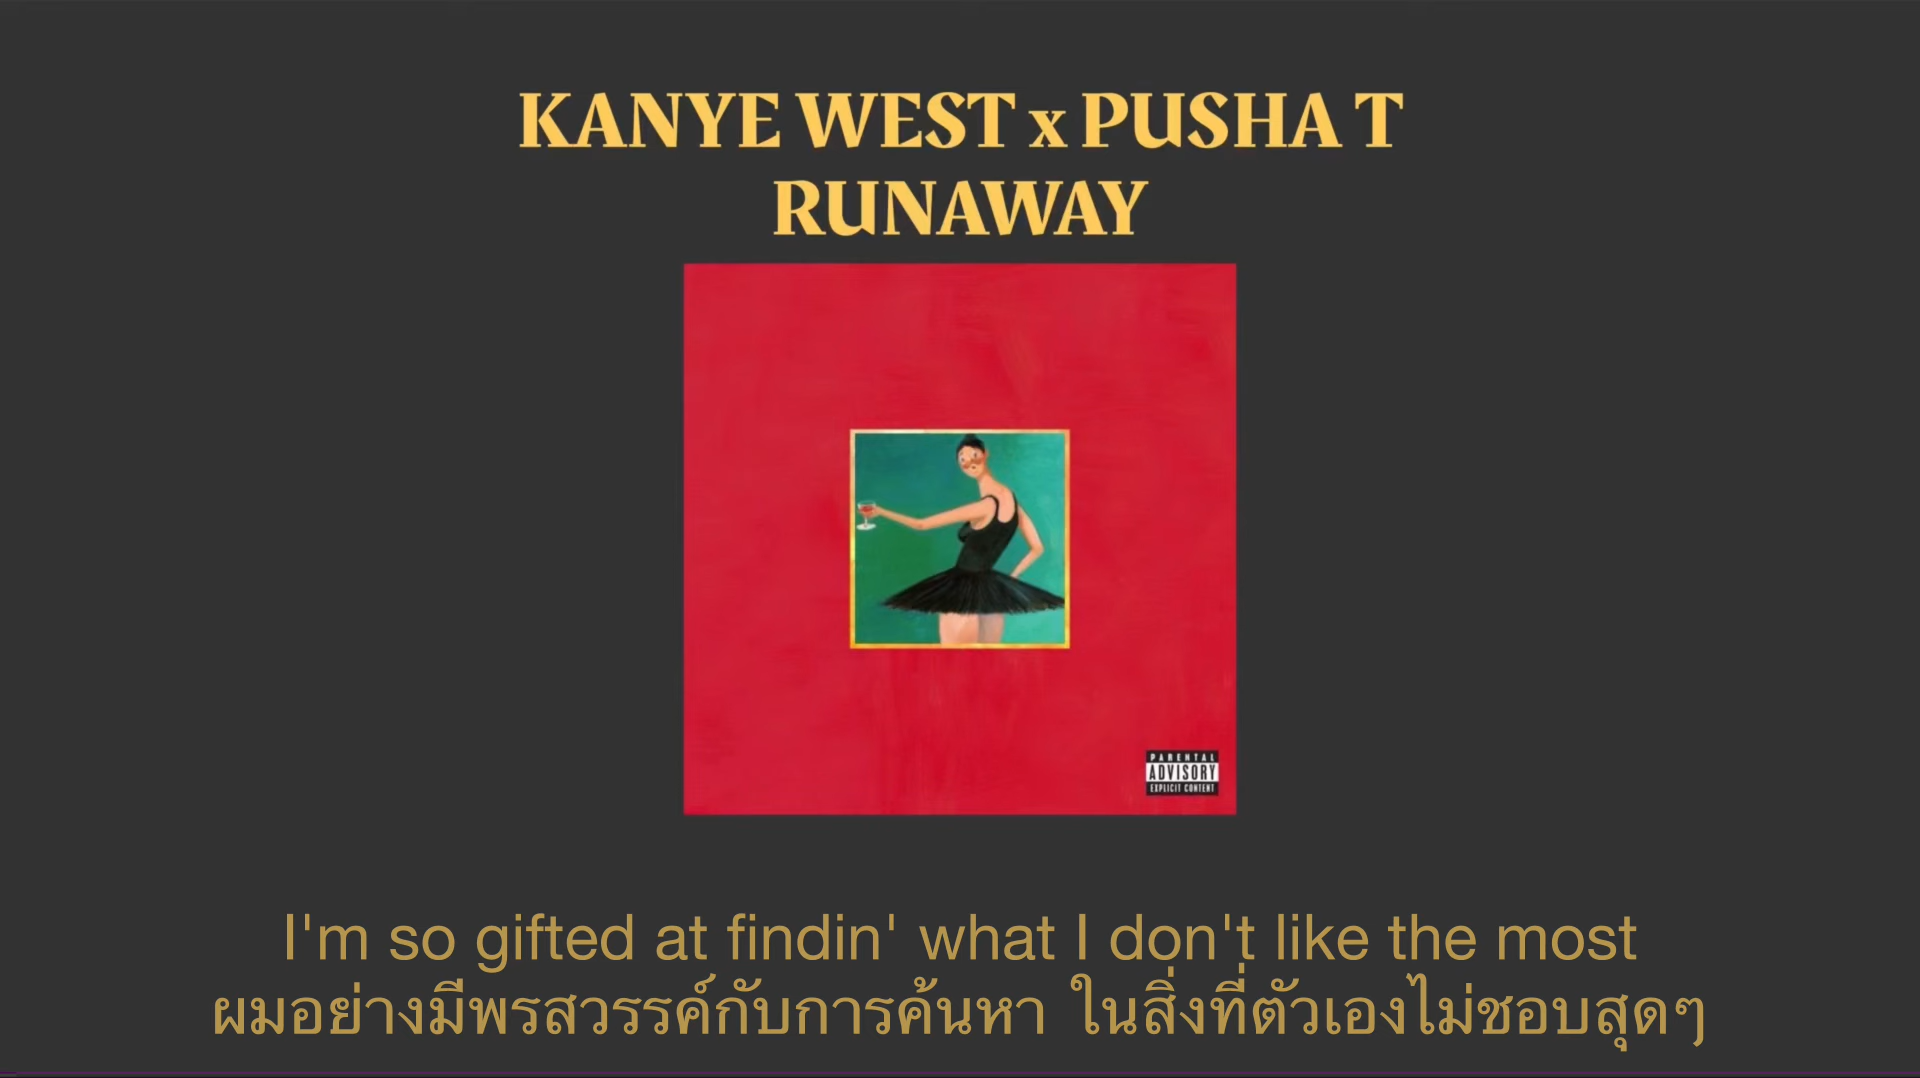 KANYE WEST x PUSHA T
RUNAWAY
PARENTAL
ADVISORY
EXPLICIT CONTENT
I'm so gifted at findin' what I don't like the most
ผมอย่างมีพรสวรรค์กับการค้นหา ในสิ่งที่ตัวเองไม่ชอบสุดๆ